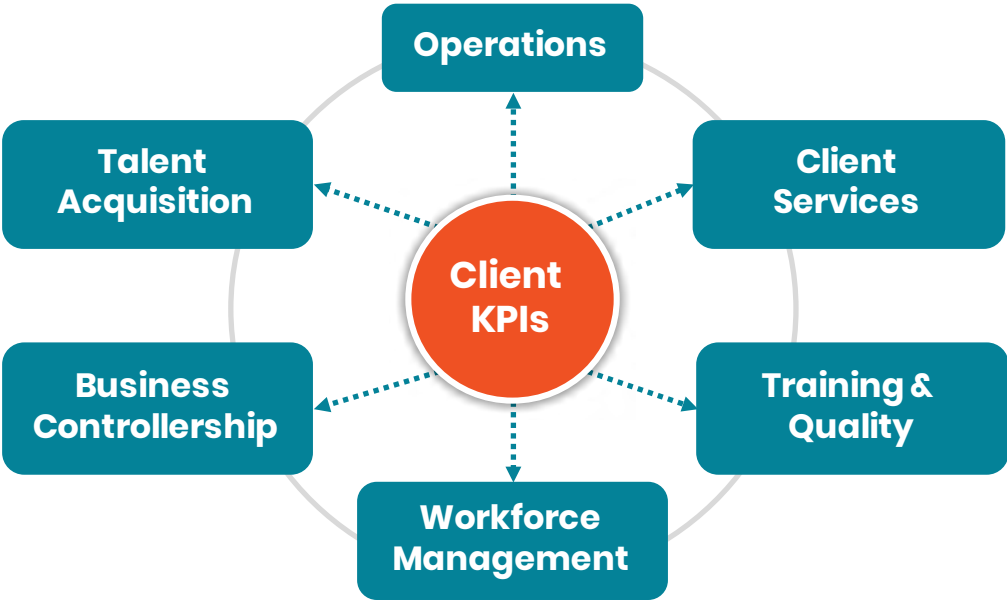 Operations
Talent
Acquisition
Client
Services
Client
KPIs
Business
Controllership
Training &
Quality
Workforce
Management